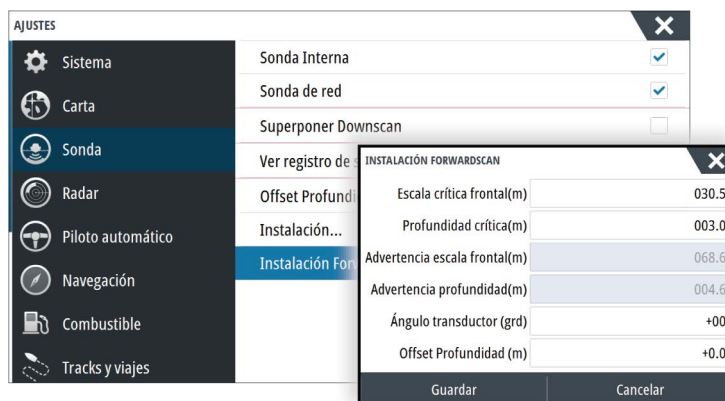 AJUSTES
Sistema
Carta
Sonda
Radar
Piloto automático
Navegación
Combustible
Tracks y viajes
Sonda Interna
Sonda de red
Superponer Downscan
Ver registro de
Offset
Instalación...
Instalación
INSTALACIÓN FORWARDSCAN
Escala crítica frontal(m) 030.5
Profundidad crítica(m) 003.0
Advertencia escala frontal(m) 068.6
Advertencia profundidad(m) 004.6
Ángulo transductor (grd) +00
Offset Profundidad (m) +0.0
Guardar Cancelar